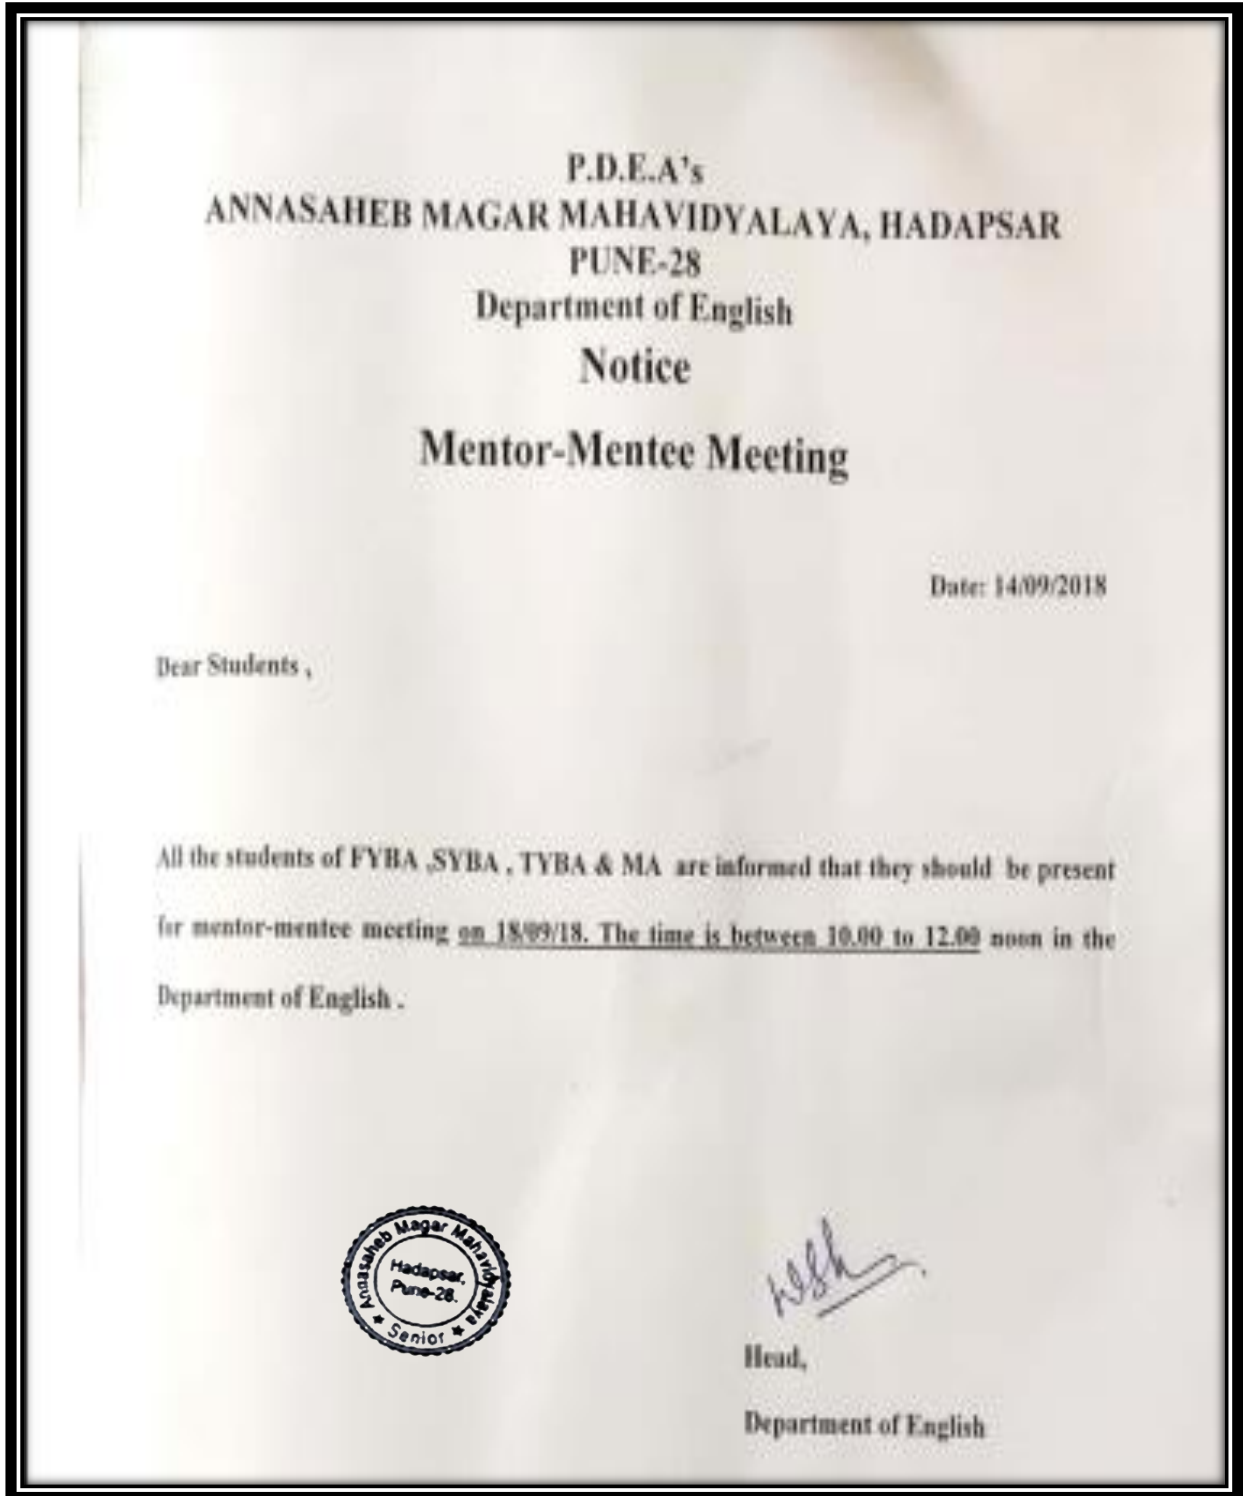 P.D.E.A's
ANNASAHEB MAGAR MAHAVIDYALAYA, HADAPSAR
PUNE-28
Department of English
Notice
Mentor-Mentee Meeting
Date: 14/09/2018
Dear Students ,
All the students of FYBA ,SYBA , TYBA & MA are informed that they should be present
for mentor-mentee meeting on 18/09/18. The time is between 10.00 to 12.00 noon in the
Department of English .
Annasaheb Magar Mahavidyalaya
Hadapsar,
Pune-28.
★ Senior ★
Head,
Department of English